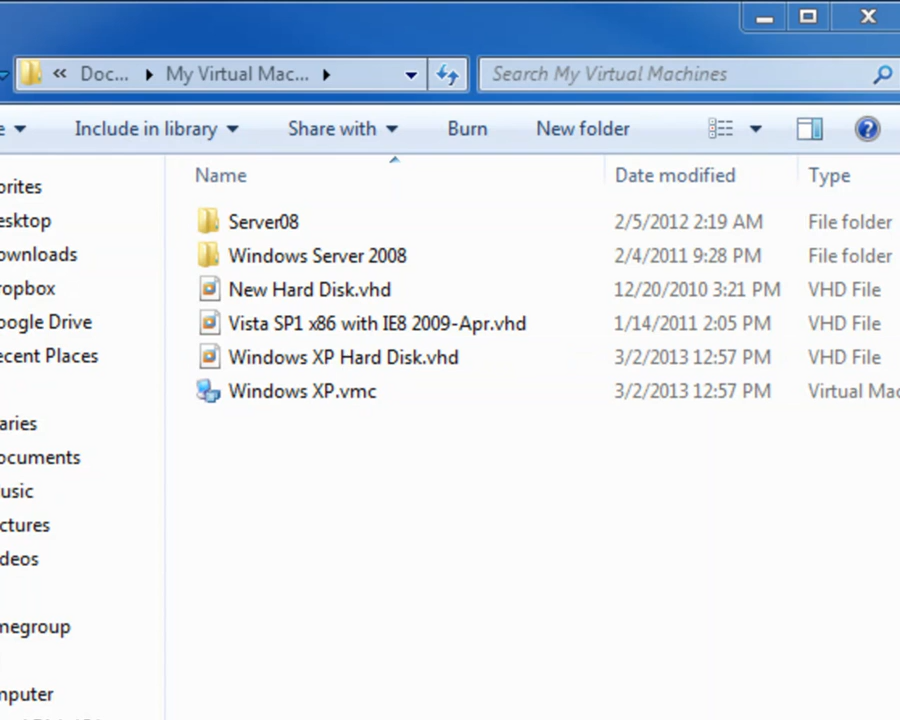 « Doc... My Virtual Mac...
Search My Virtual Machines
Include in library Share with Burn New folder
Name Date modified Type
Server08 2/5/2012 2:19 AM File folder
Windows Server 2008 2/4/2011 9:28 PM File folder
New Hard Disk.vhd 12/20/2010 3:21 PM VHD File
Vista SP1 x86 with IE8 2009-Apr.vhd 1/14/2011 2:05 PM VHD File
Windows XP Hard Disk.vhd 3/2/2013 12:57 PM VHD File
Windows XP.vmc 3/2/2013 12:57 PM Virtual Mac
orites
esktop
ownloads
ropbox
oogle Drive
ecent Places
aries
ocuments
usic
ctures
deos
megroup
mputer